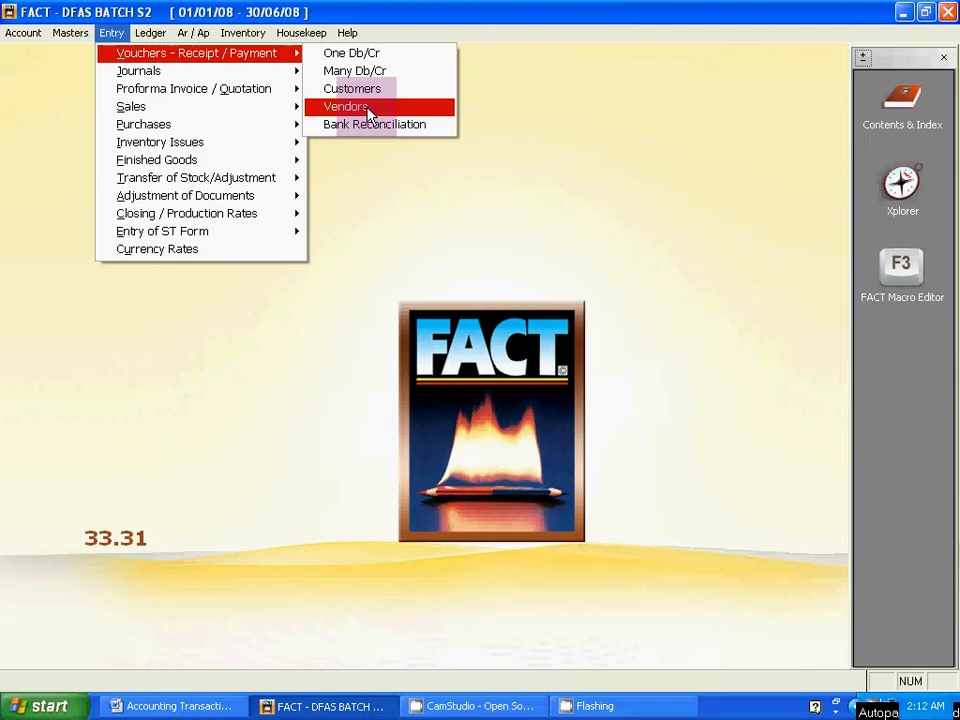 FACT - DFAS BATCH S2 [ 01/01/08 - 30/06/08 ]
Account Masters Entry Ledger Ar / Ap Inventory Housekeep Help
Vouchers - Receipt / Payment
Journals
Proforma Invoice / Quotation
Sales
Purchases
Inventory Issues
Finished Goods
Transfer of Stock/Adjustment
Adjustment of Documents
Closing / Production Rates
Entry of ST Form
Currency Rates
One Db/Cr
Many Db/Cr
Customers
Vendors
Bank Reconciliation
Contents & Index
Xplorer
F3
FACT Macro Editor
FACT
33.31
NUM
start
Accounting Transacti...
FACT - DFAS BATCH ...
CamStudio - Open So...
Flashing
2:12 AM
Autopa